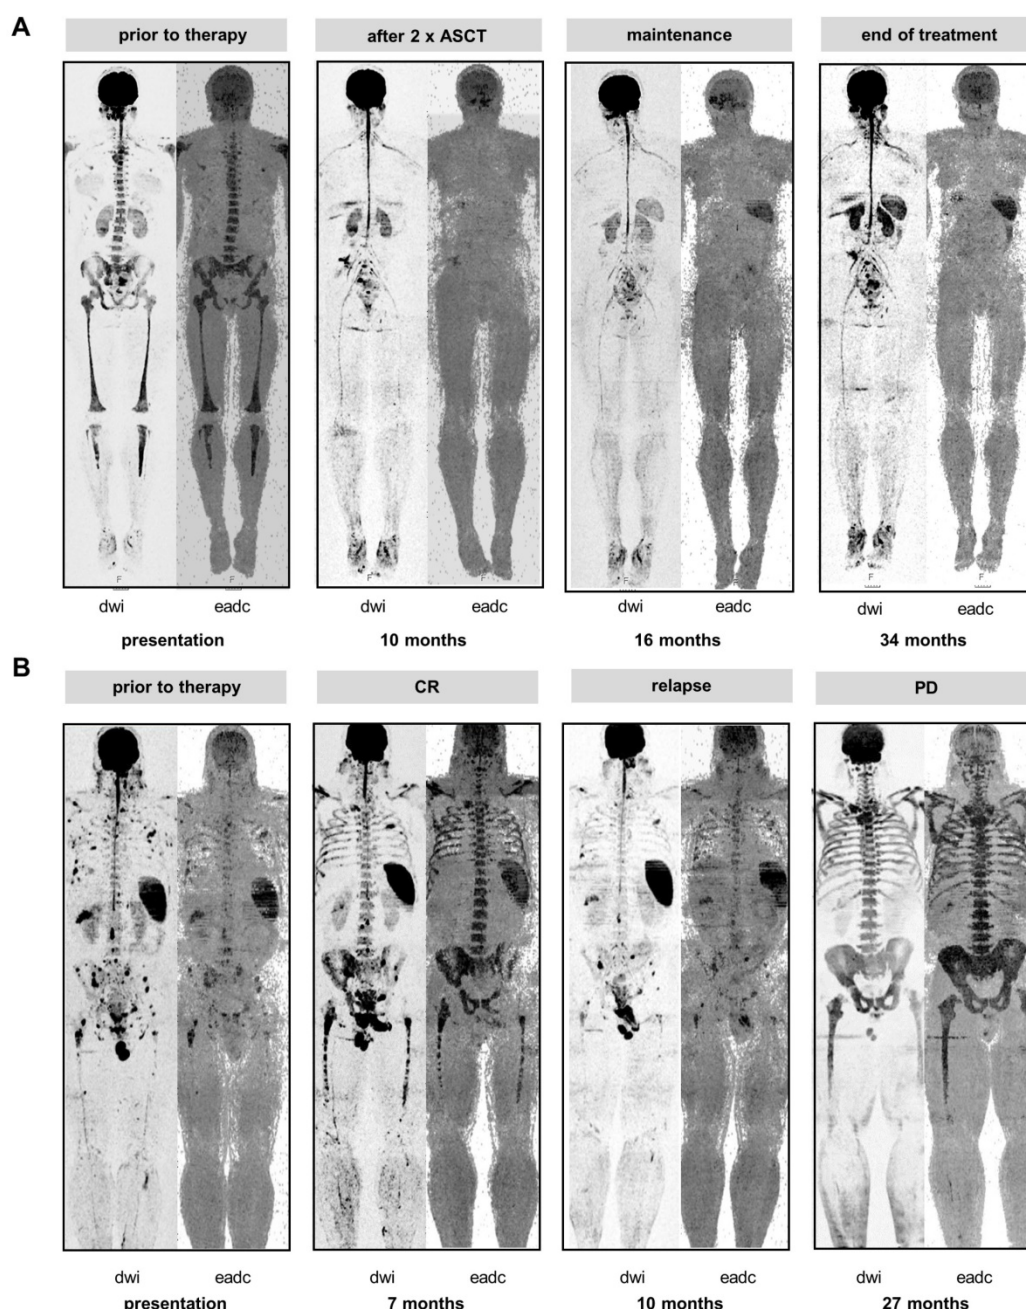 A
prior to therapy
after 2 x ASCT
maintenance
end of treatment
F
F
F
F
F
F
F
dwi
eadc
dwi
eadc
dwi
eadc
dwi
eadc
presentation
10 months
16 months
34 months
B
prior to therapy
CR
relapse
PD
dwi
eadc
dwi
eadc
dwi
eadc
dwi
eadc
presentation
7 months
10 months
27 months